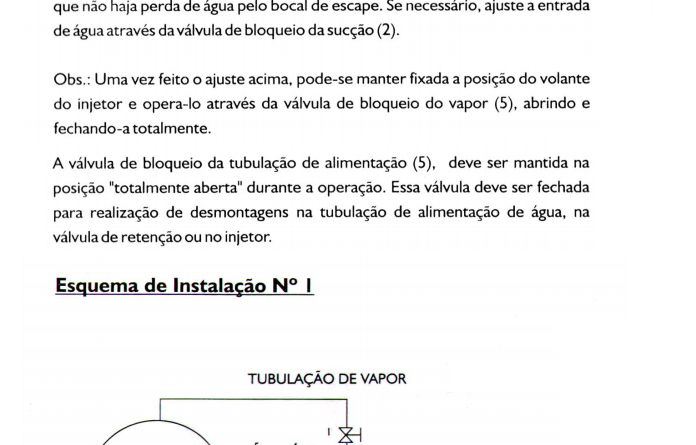 que não haja perda de água pelo bocal de escape. Se necessário, ajuste a entrada
de água através da válvula de bloqueio da sucção (2).
Obs.: Uma vez feito o ajuste acima, pode-se manter fixada a posição do volante
do injetor e opera-lo através da válvula de bloqueio do vapor (5), abrindo e
fechando-a totalmente.
A válvula de bloqueio da tubulação de alimentação (5), deve ser mantida na
posição "totalmente aberta" durante a operação. Essa válvula deve ser fechada
para realização de desmontagens na tubulação de alimentação de água, na
válvula de retenção ou no injetor.
Esquema de Instalação Nº 1
TUBULAÇÃO DE VAPOR
1